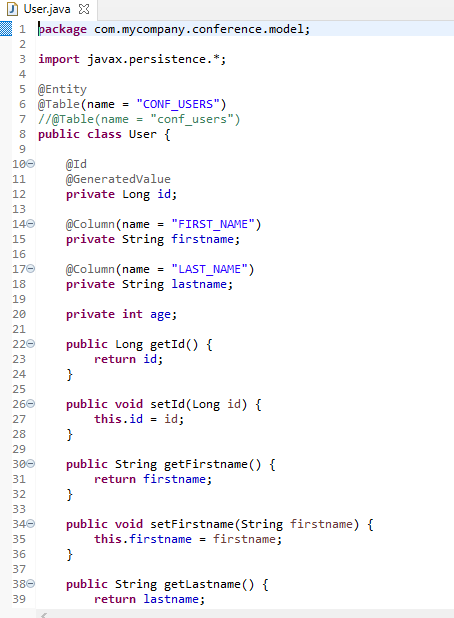 User.java
1 package com.mycompany.conference.model;
2
3 import javax.persistence.*;
4
5 @Entity
6 @Table(name = "CONF_USERS")
7 //@Table(name = "conf_users")
8 public class User {
9
10 @Id
11 @GeneratedValue
12 private Long id;
13
14 @Column(name = "FIRST_NAME")
15 private String firstname;
16
17 @Column(name = "LAST_NAME")
18 private String lastname;
19
20 private int age;
21
22 public Long getId() {
23 return id;
24 }
25
26 public void setId(Long id) {
27 this.id = id;
28 }
29
30 public String getFirstname() {
31 return firstname;
32 }
33
34 public void setFirstname(String firstname) {
35 this.firstname = firstname;
36 }
37
38 public String getLastname() {
39 return lastname;